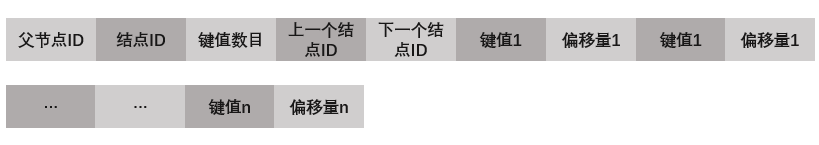 父节点ID 结点ID 键值数目 上一个结点ID 下一个结点ID 键值1 偏移量1 键值1 偏移量1
... ... 键值n 偏移量n